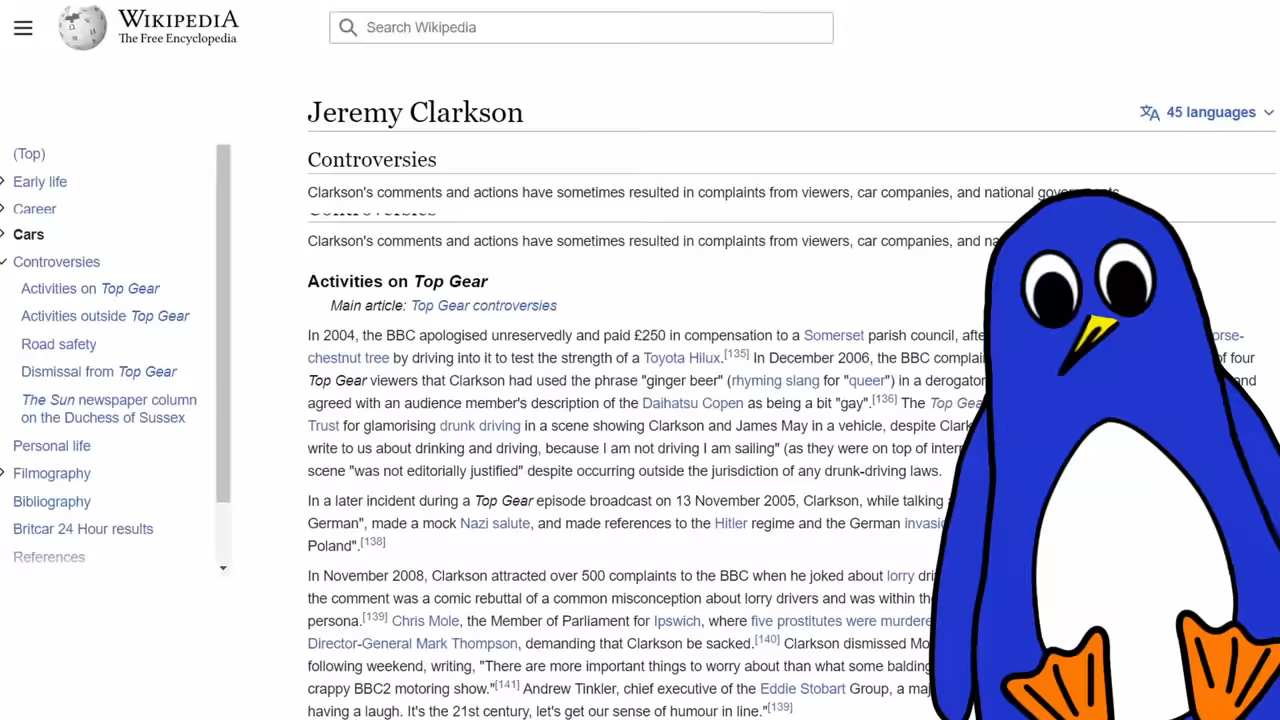 WIKIPEDIA
The Free Encyclopedia
Search Wikipedia
Jeremy Clarkson
45 languages
(Top)
Early life
Career
Cars
Controversies
Activities on Top Gear
Activities outside Top Gear
Road safety
Dismissal from Top Gear
The Sun newspaper column
on the Duchess of Sussex
Personal life
Filmography
Bibliography
Britcar 24 Hour results
References
Controversies
Clarkson's comments and actions have sometimes resulted in complaints from viewers, car companies, and national governments.
Controversies
Clarkson's comments and actions have sometimes resulted in complaints from viewers, car companies, and
Activities on Top Gear
Main article: Top Gear controversies
In 2004, the BBC apologised unreservedly and paid £250 in compensation to a Somerset parish council, orse-
chestnut tree by driving into it to test the strength of a Toyota Hilux.[135] In December 2006, the BBC of four
Top Gear viewers that Clarkson had used the phrase "ginger beer" (rhyming slang for "queer") in a and
agreed with an audience member's description of the Daihatsu Copen as being a bit "gay".[136] The Top
Trust for glamorising drunk driving in a scene showing Clarkson and James May in a vehicle, despite
write to us about drinking and driving, because I am not driving I am sailing" (as they were on top of
scene "was not editorially justified" despite occurring outside the jurisdiction of any drunk-driving laws.
In a later incident during a Top Gear episode broadcast on 13 November 2005, Clarkson, while talking
German", made a mock Nazi salute, and made references to the Hitler regime and the German
Poland".[138]
In November 2008, Clarkson attracted over 500 complaints to the BBC when he joked about lorry
the comment was a comic rebuttal of a common misconception about lorry drivers and was within
persona.[139] Chris Mole, the Member of Parliament for Ipswich, where five prostitutes were
Director-General Mark Thompson, demanding that Clarkson be sacked.[140] Clarkson dismissed
following weekend, writing, "There are more important things to worry about than what some balding
crappy BBC2 motoring show."[141] Andrew Tinkler, chief executive of the Eddie Stobart Group, a
having a laugh. It's the 21st century, let's get our sense of humour in line."[139]